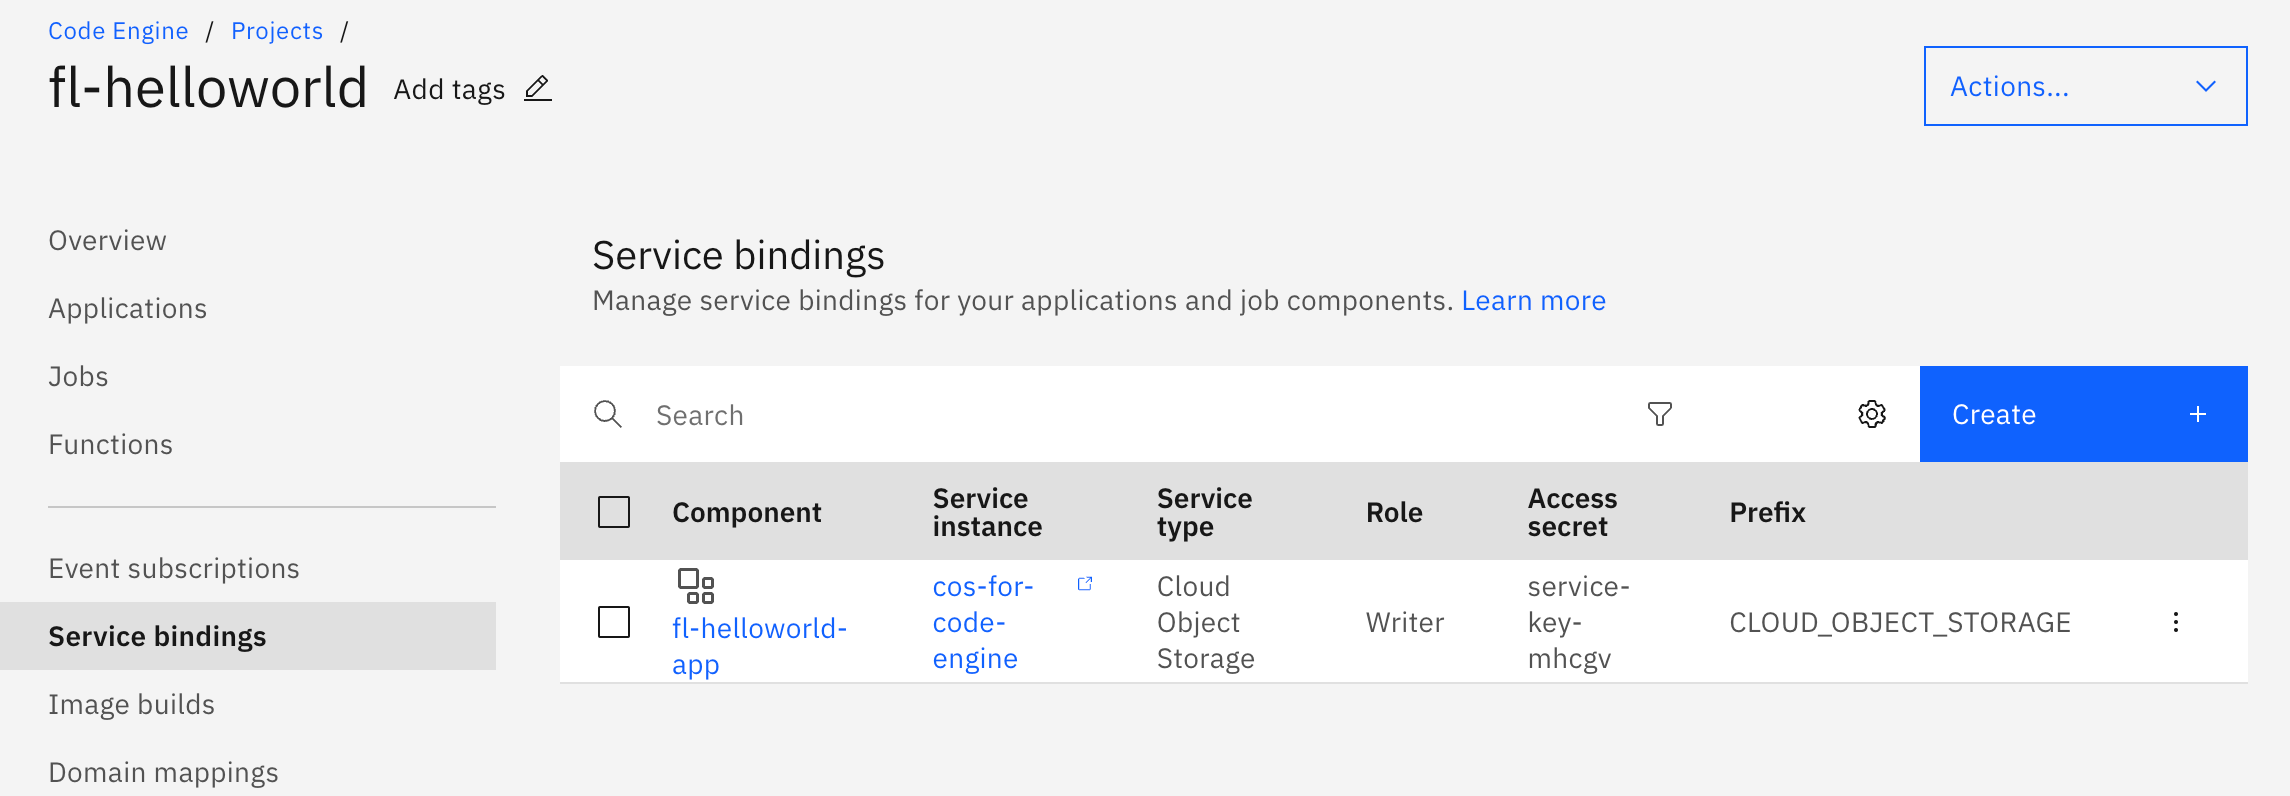 Code Engine / Projects /
fl-helloworld Add tags
Actions...
Overview
Applications
Jobs
Functions
Event subscriptions
Service bindings
Image builds
Domain mappings
Service bindings
Manage service bindings for your applications and job components. Learn more
Search
Create +
Component
Service
instance
Service
type
Role
Access
secret
Prefix
fl-helloworld-
app
cos-for-
code-
engine
Cloud
Object
Storage
Writer
service-
key-
mhcgv
CLOUD_OBJECT_STORAGE